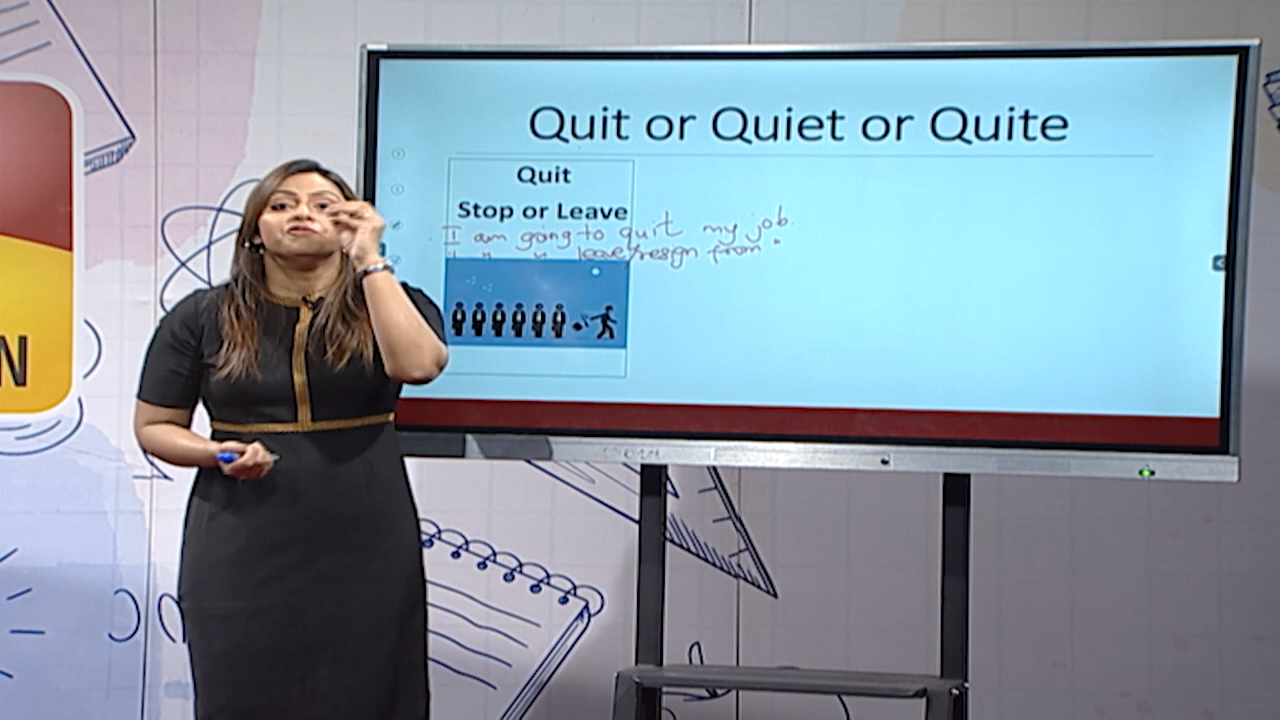 Quit or Quiet or Quite
Quit
Stop or Leave
I am going to quit my job.
I " " leave/resign from "
N